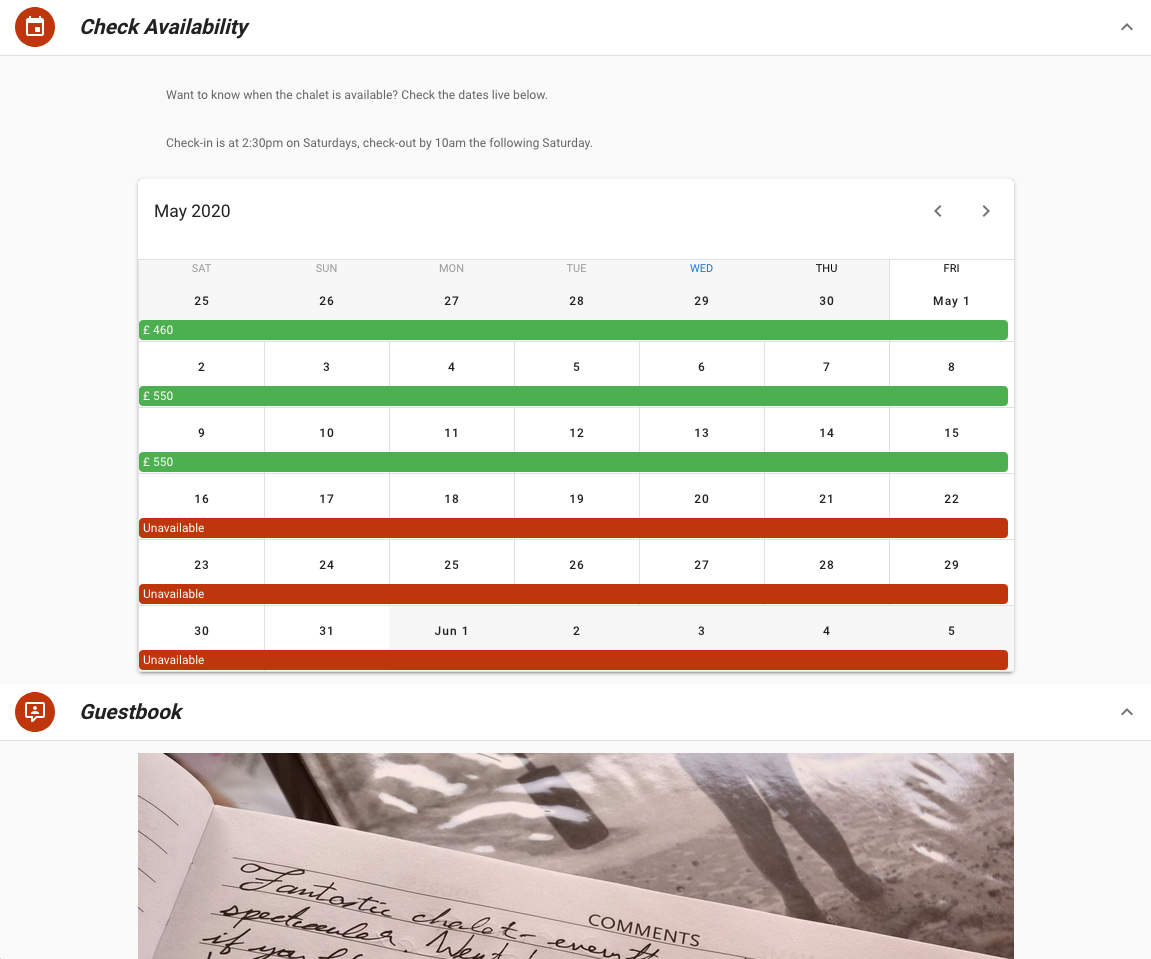 Check Availability
Want to know when the chalet is available? Check the dates live below.
Check-in is at 2:30pm on Saturdays, check-out by 10am the following Saturday.
May 2020
SAT SUN MON TUE WED THU FRI
25 26 27 28 29 30 May 1
£ 460
2 3 4 5 6 7 8
£ 550
9 10 11 12 13 14 15
£ 550
16 17 18 19 20 21 22
Unavailable
23 24 25 26 27 28 29
Unavailable
30 31 Jun 1 2 3 4 5
Unavailable
Guestbook
COMMENTS
Fantastic chalet - 
spectacular. Went
if you